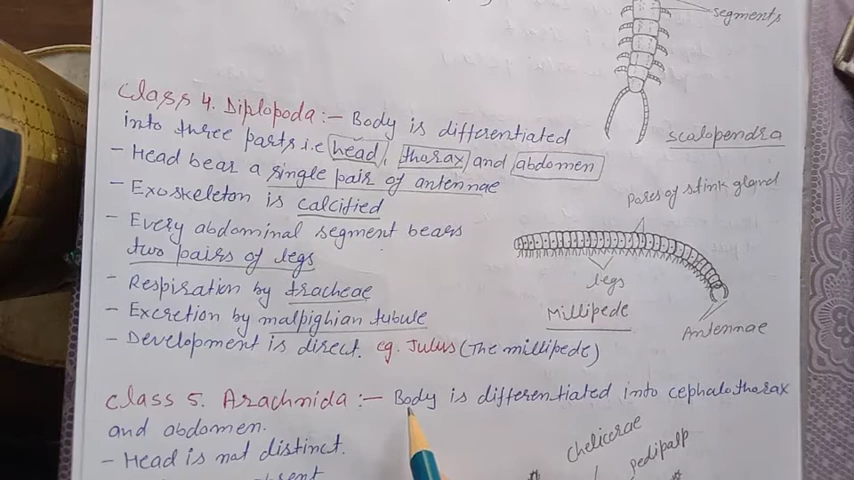 segments
Class 4. Diplopoda :- Body is differentiated
into three parts i.e head, thorax and abdomen
scalopendra
- Head bear a single pair of antennae
- Exoskeleton is calcified
Pores of stink gland
- Every abdominal segment bears
two pairs of legs
legs
- Respiration by tracheae
- Excretion by malpighian tubule
Millipede
Antennae
- Development is direct. eg. Julus (The millipede)
Class 5. Arachnida :- Body is differentiated into cephalothorax
and abdomen.
chelicerae
pedipalp
- Head is not distinct.